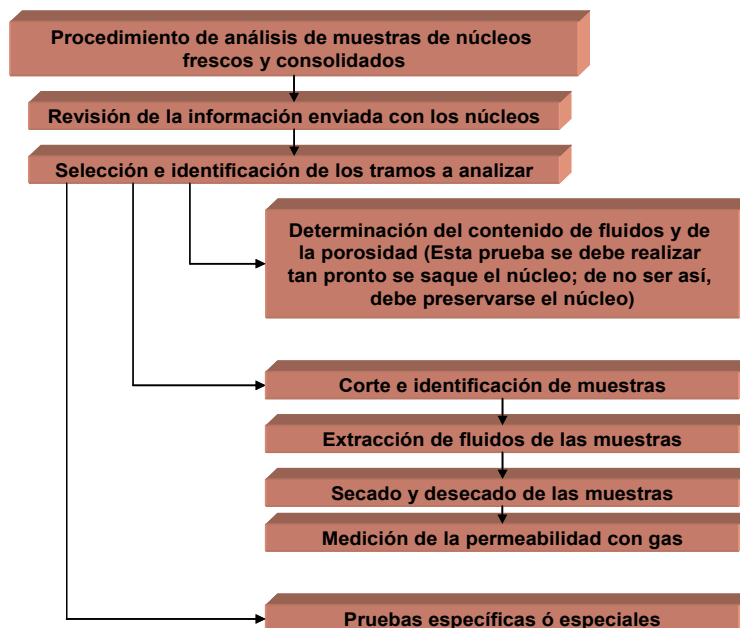 Procedimiento de análisis de muestras de núcleos
frescos y consolidados
Revisión de la información enviada con los núcleos
Selección e identificación de los tramos a analizar
Determinación del contenido de fluidos y de
la porosidad (Esta prueba se debe realizar
tan pronto se saque el núcleo; de no ser así,
debe preservarse el núcleo)
Corte e identificación de muestras
Extracción de fluidos de las muestras
Secado y desecado de las muestras
Medición de la permeabilidad con gas
Pruebas específicas ó especiales